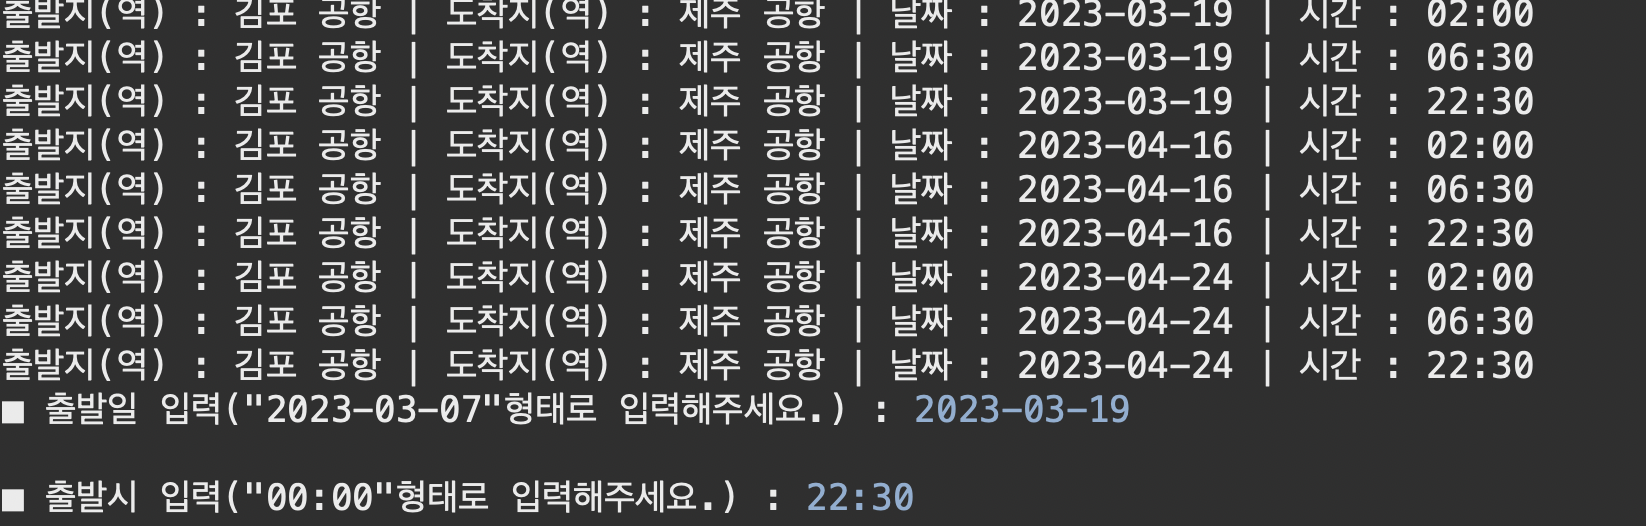 출발지(역) : 김포 공항 | 도착지(역) : 제주 공항 | 날짜 : 2023-03-19 | 시간 : 02:00
출발지(역) : 김포 공항 | 도착지(역) : 제주 공항 | 날짜 : 2023-03-19 | 시간 : 06:30
출발지(역) : 김포 공항 | 도착지(역) : 제주 공항 | 날짜 : 2023-03-19 | 시간 : 22:30
출발지(역) : 김포 공항 | 도착지(역) : 제주 공항 | 날짜 : 2023-04-16 | 시간 : 02:00
출발지(역) : 김포 공항 | 도착지(역) : 제주 공항 | 날짜 : 2023-04-16 | 시간 : 06:30
출발지(역) : 김포 공항 | 도착지(역) : 제주 공항 | 날짜 : 2023-04-16 | 시간 : 22:30
출발지(역) : 김포 공항 | 도착지(역) : 제주 공항 | 날짜 : 2023-04-24 | 시간 : 02:00
출발지(역) : 김포 공항 | 도착지(역) : 제주 공항 | 날짜 : 2023-04-24 | 시간 : 06:30
출발지(역) : 김포 공항 | 도착지(역) : 제주 공항 | 날짜 : 2023-04-24 | 시간 : 22:30
■ 출발일 입력("2023-03-07"형태로 입력해주세요.) : 2023-03-19
■ 출발시 입력("00:00"형태로 입력해주세요.) : 22:30